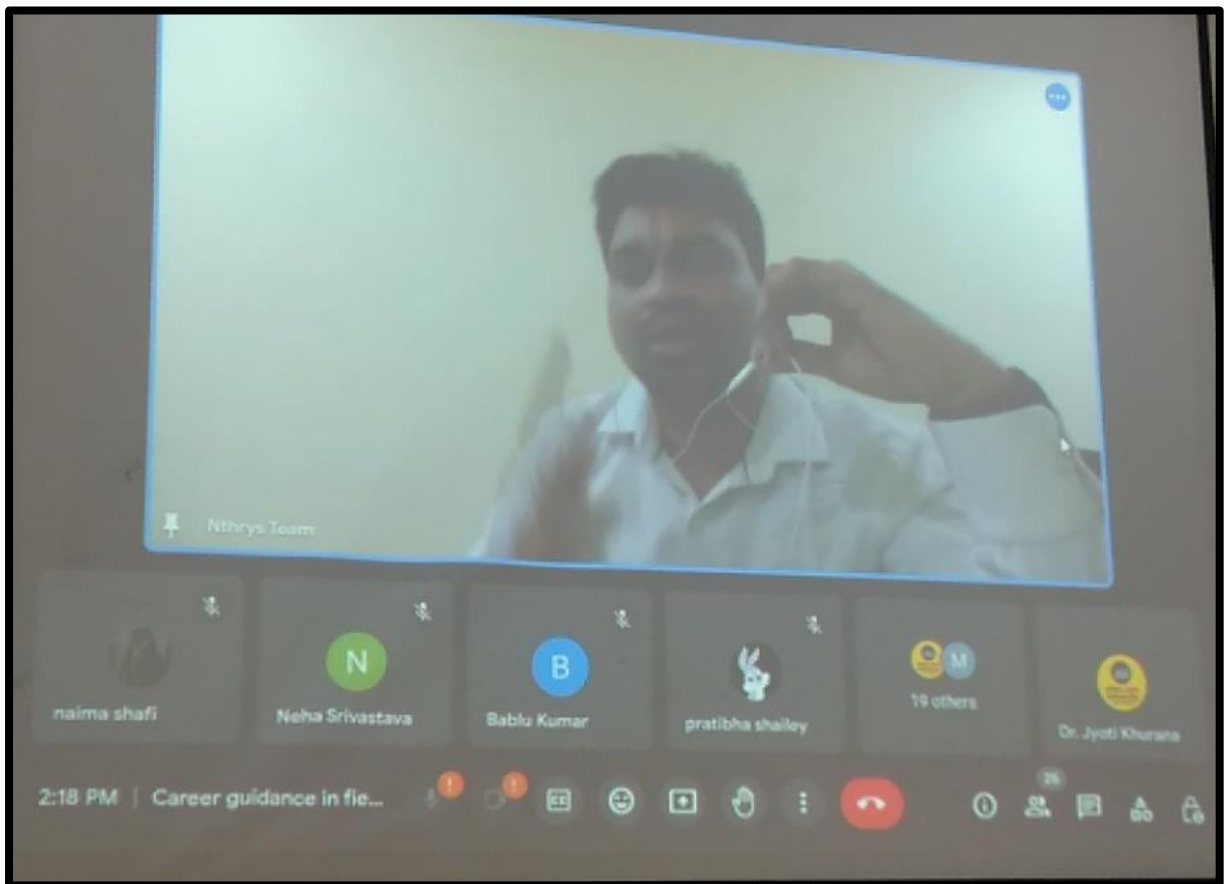 Nthrys Team
N
B
M
naima shafi
Neha Srivastava
Bablu Kumar
pratibha shailey
19 others
Dr. Jyoti Khurana
2:18 PM | Career guidance in fie...
CC